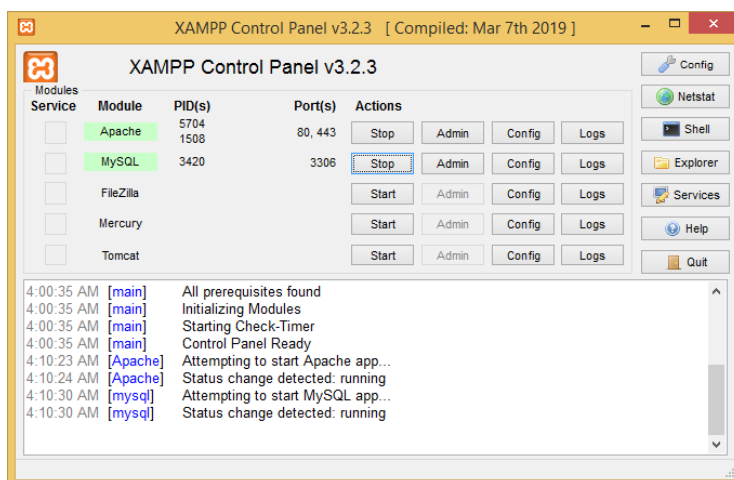 XAMPP Control Panel v3.2.3 [ Compiled: Mar 7th 2019 ]
XAMPP Control Panel v3.2.3
Config
Modules
Service Module PID(s) Port(s) Actions
Netstat
Apache 5704 1508 80, 443 Stop Admin Config Logs
Shell
MySQL 3420 3306 Stop Admin Config Logs
Explorer
FileZilla Start Admin Config Logs
Services
Mercury Start Admin Config Logs
Help
Tomcat Start Admin Config Logs
Quit
4:00:35 AM [main] All prerequisites found
4:00:35 AM [main] Initializing Modules
4:00:35 AM [main] Starting Check-Timer
4:00:35 AM [main] Control Panel Ready
4:10:23 AM [Apache] Attempting to start Apache app...
4:10:24 AM [Apache] Status change detected: running
4:10:30 AM [mysql] Attempting to start MySQL app...
4:10:30 AM [mysql] Status change detected: running